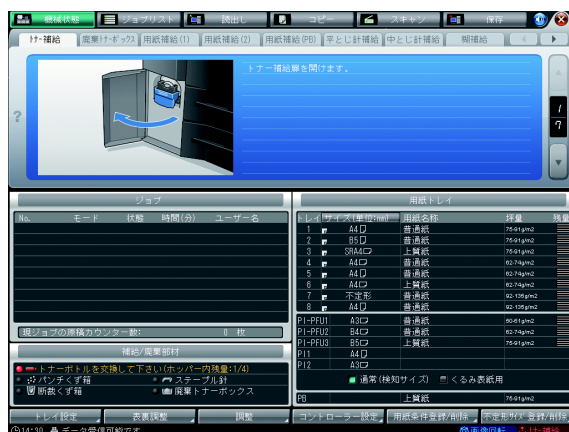 機械状態 ジョブリスト 読出し コピー スキャン 保存
トナー補給 廃棄トナーボックス 用紙補給(1) 用紙補給(2) 用紙補給(PB) 平とじ針補給 中とじ針補給 糊補給
トナー補給扉を開けます。
?
1
7
ジョブ
No. モード 状態 時間(分) ユーザー名
現ジョブの原稿カウンター数: 0 枚
補給/廃棄部材
トナーボトルを交換して下さい(ホッパー内残量:1/4)
パンチくず箱 ステープル針
断裁くず箱 廃棄トナーボックス
用紙トレイ
トレイ サイズ(単位:mm) 用紙名称 坪量 残量
1 A4 普通紙 75-91g/m2
2 B5 普通紙 75-91g/m2
3 SRA4 上質紙 75-91g/m2
4 A4 普通紙 62-74g/m2
5 A4 普通紙 62-74g/m2
6 A4 上質紙 62-74g/m2
7 不定形 普通紙 92-135g/m2
8 A4 普通紙 92-135g/m2
PI-PFU1 A3 普通紙 60-61g/m2
PI-PFU2 B4 普通紙 62-74g/m2
PI-PFU3 B5 上質紙 75-91g/m2
PI1 A4
PI2 A3
通常(検知サイズ) くるみ表紙用
PB 上質紙 75-91g/m2
トレイ設定 表裏調整 調整 コントローラー設定 用紙条件登録/削除 不定形サイズ登録/削除
14:30 データ受信可能です 画像回転 トナー補給